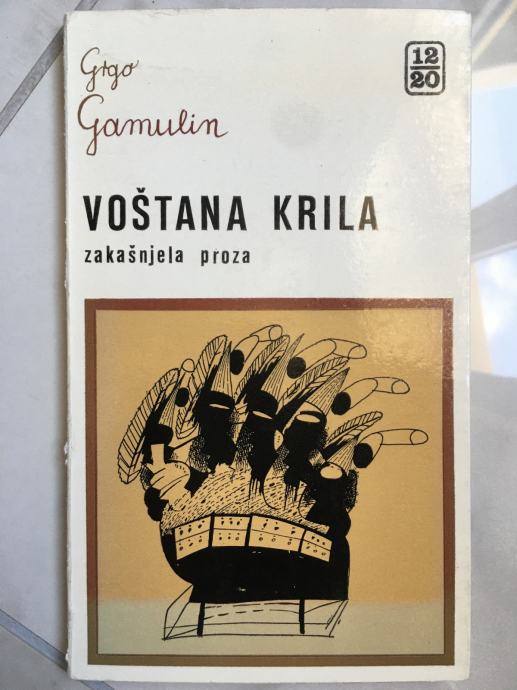 Grgo
Gamulin
12
20
VOŠTANA KRILA
zakašnjela proza